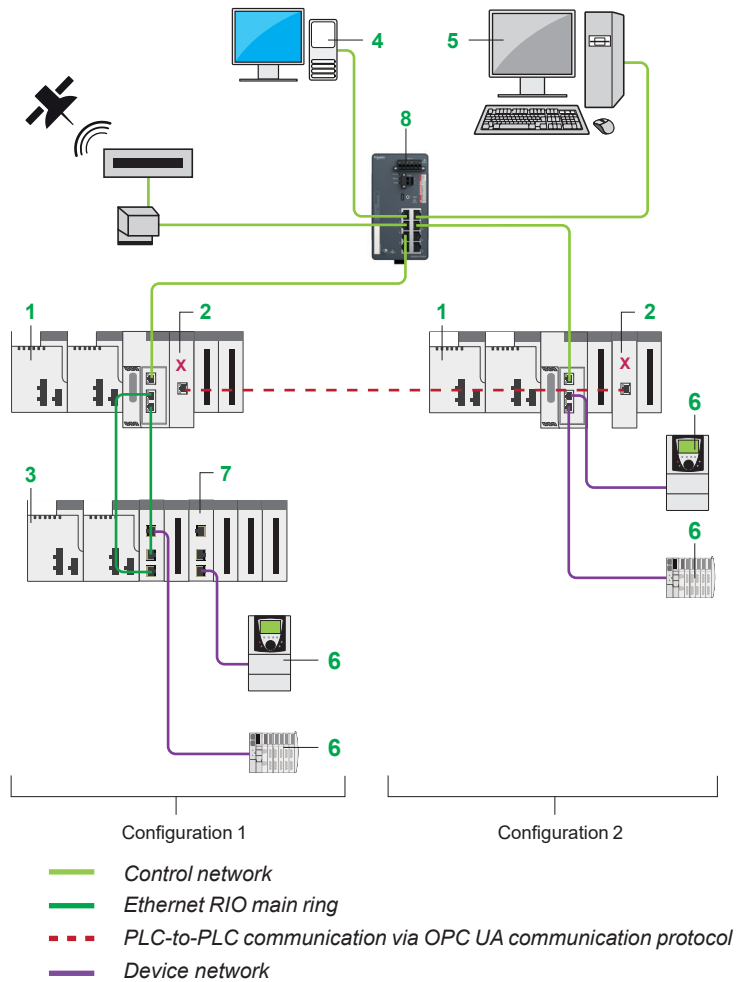 4
5
8
1
2
X
1
2
X
6
3
7
6
6
6
Configuration 1
Configuration 2
Control network
Ethernet RIO main ring
PLC-to-PLC communication via OPC UA communication protocol
Device network